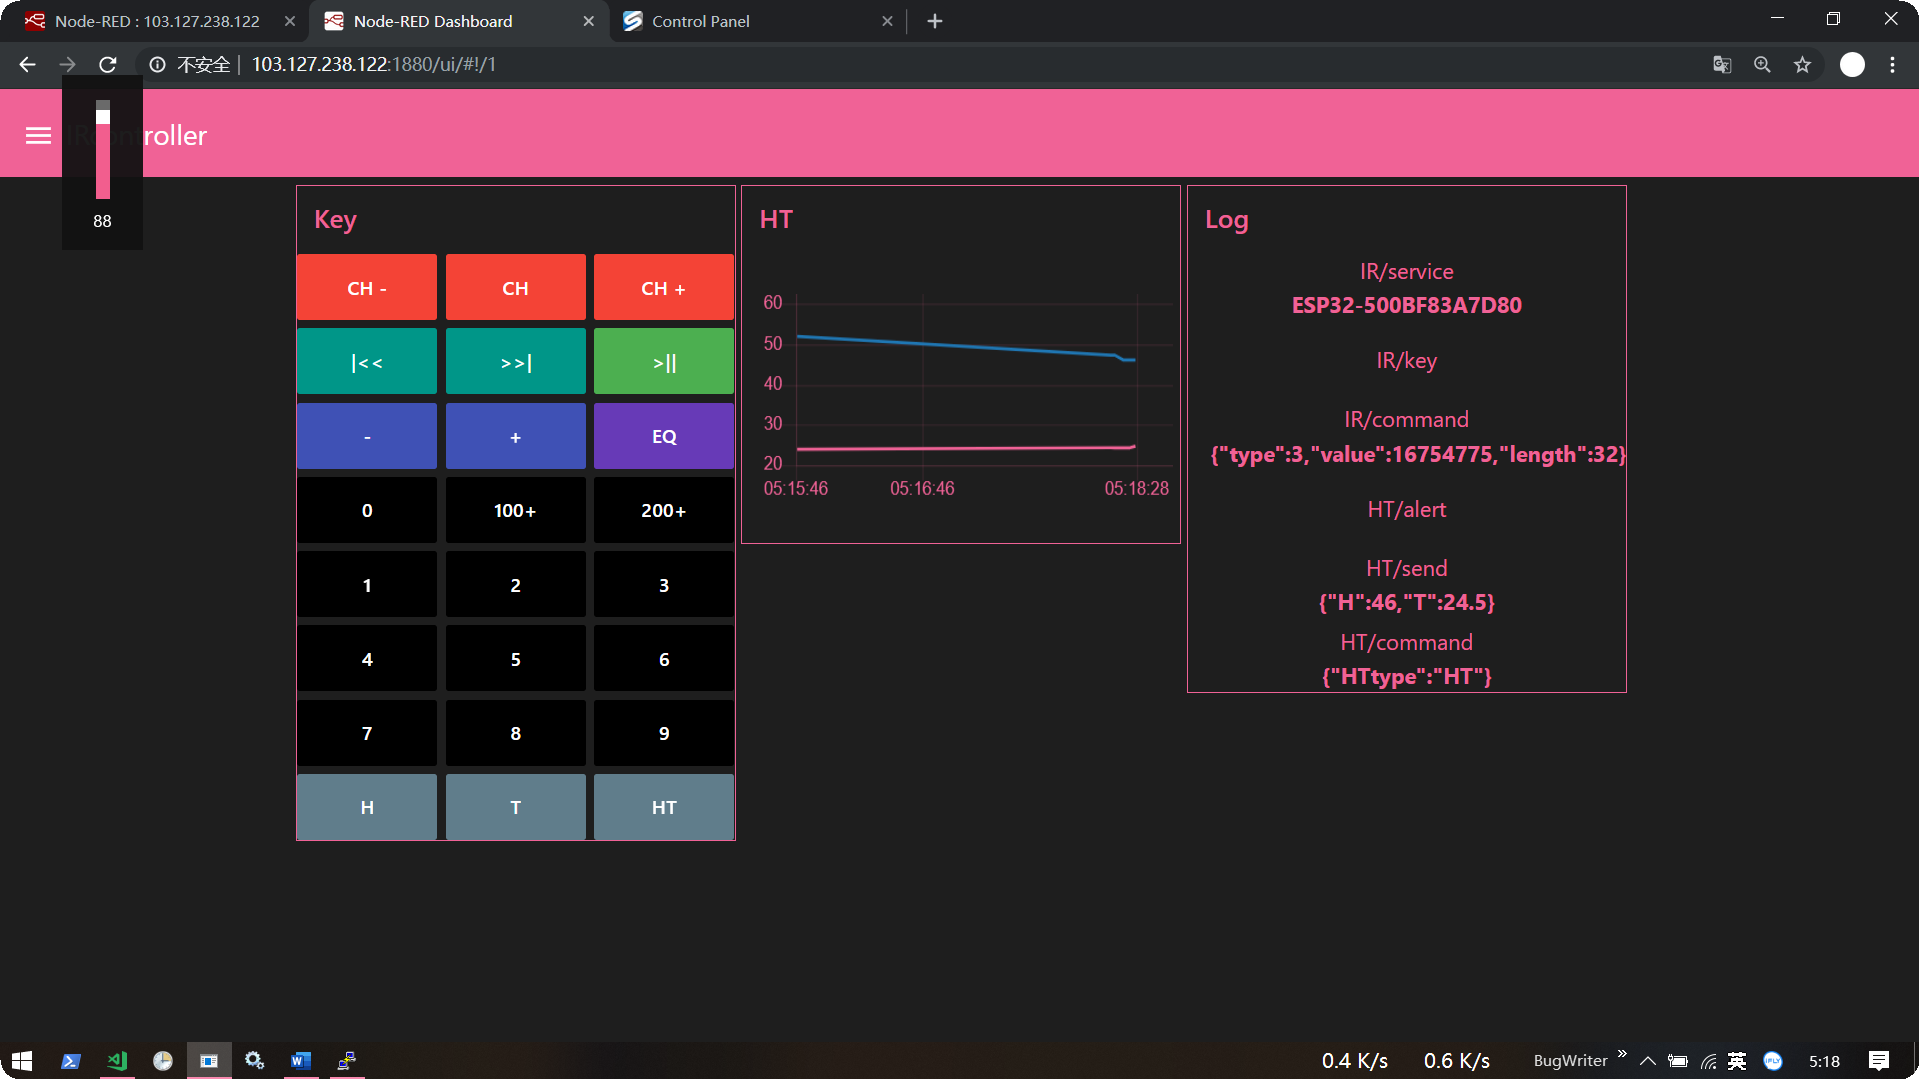 Node-RED : 103.127.238.122
Node-RED Dashboard
Control Panel
不安全
103.127.238.122:1880/ui/#!/1
IRcontroller
88
Key
CH -
CH
CH +
|<<
>>|
>||
-
+
EQ
0
100+
200+
1
2
3
4
5
6
7
8
9
H
T
HT
HT
60
50
40
30
20
05:15:46
05:16:46
05:18:28
Log
IR/service
ESP32-500BF83A7D80
IR/key
IR/command
{"type":3,"value":16754775,"length":32}
HT/alert
HT/send
{"H":46,"T":24.5}
HT/command
{"HTtype":"HT"}
0.4 K/s
0.6 K/s
BugWriter
英
5:18